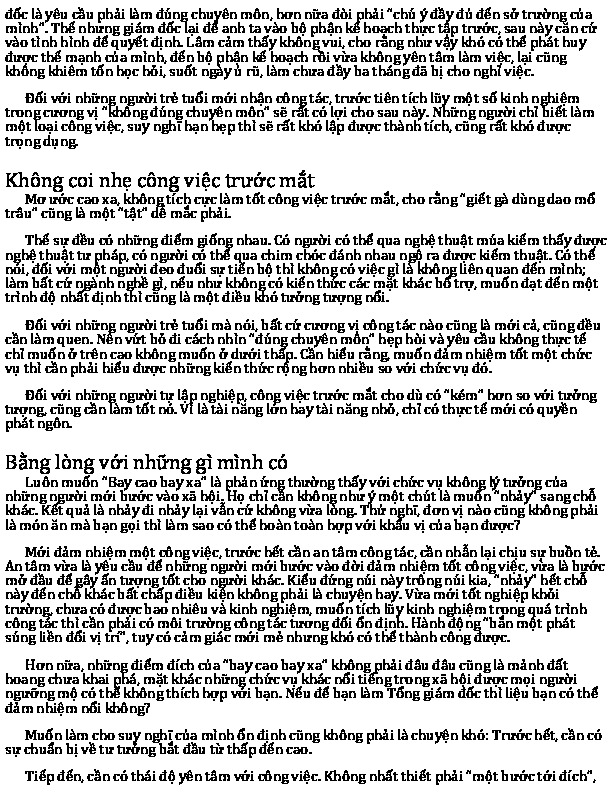 đốc là yêu cầu phải làm đúng chuyên môn, hơn nữa đòi phải “chú ý đầy đủ đến sở trường của
mình”. Thế nhưng giám đốc lại để anh ta vào bộ phận kế hoạch thực tập trước, sau này căn cứ
vào tình hình để quyết định. Lâm cảm thấy không vui, cho rằng như vậy khó có thể phát huy
được thế mạnh của mình, đến bộ phận kế hoạch rồi vừa không yên tâm làm việc, lại cũng
không khiêm tốn học hỏi, suốt ngày ủ rũ, làm chưa đầy ba tháng đã bị cho nghỉ việc.
Đối với những người trẻ tuổi mới nhận công tác, trước tiên tích lũy một số kinh nghiệm
trong cương vị “không đúng chuyên môn” sẽ rất có lợi cho sau này. Những người chỉ biết làm
một loại công việc, suy nghĩ hạn hẹp thì sẽ rất khó lập được thành tích, cũng rất khó được
trọng dụng.
Không coi nhẹ công việc trước mắt
Mơ ước cao xa, không tích cực làm tốt công việc trước mắt, cho rằng “giết gà dùng dao mổ
trâu” cũng là một “tật” dễ mắc phải.
Thế sự đều có những điểm giống nhau. Có người có thể qua nghệ thuật múa kiếm thấy được
nghệ thuật tư pháp, có người có thể qua chim chóc đánh nhau ngộ ra được kiếm thuật. Có thể
nói, đối với một người đeo đuổi sự tiến bộ thì không có việc gì là không liên quan đến mình;
làm bất cứ ngành nghề gì, nếu như không có kiến thức các mặt khác bổ trợ, muốn đạt đến một
trình độ nhất định thì cũng là một điều khó tưởng tượng nổi.
Đối với những người trẻ tuổi mà nói, bất cứ cương vị công tác nào cũng là mới cả, cũng đều
cần làm quen. Nên vứt bỏ đi cách nhìn “đúng chuyên môn” hẹp hòi và yêu cầu không thực tế
chỉ muốn ở trên cao không muốn ở dưới thấp. Cần hiểu rằng, muốn đảm nhiệm tốt một chức
vụ thì cần phải hiểu được những kiến thức rộng hơn nhiều so với chức vụ đó.
Đối với những người tự lập nghiệp, công việc trước mắt cho dù có “kém” hơn so với tưởng
tượng, cũng cần làm tốt nó. Vì là tài năng lớn hay tài năng nhỏ, chỉ có thực tế mới có quyền
phát ngôn.
Bằng lòng với những gì mình có
Luôn muốn “Bay cao bay xa” là phản ứng thường thấy với chức vụ không lý tưởng của
những người mới bước vào xã hội. Họ chỉ cần không như ý một chút là muốn “nhảy” sang chỗ
khác. Kết quả là nhảy đi nhảy lại vẫn cứ không vừa lòng. Thử nghĩ, đơn vị nào cũng không phải
là món ăn mà bạn gọi thì làm sao có thể hoàn toàn hợp với khẩu vị của bạn được?
Mới đảm nhiệm một công việc, trước hết cần an tâm công tác, cần nhẫn lại chịu sự buồn tẻ.
An tâm vừa là yêu cầu để những người mới bước vào đời đảm nhiệm tốt công việc, vừa là bước
mở đầu để gây ấn tượng tốt cho người khác. Kiểu đứng núi này trông núi kia, “nhảy” hết chỗ
này đến chỗ khác bất chấp điều kiện không phải là chuyện hay. Vừa mới tốt nghiệp khỏi
trường, chưa có được bao nhiêu và kinh nghiệm, muốn tích lũy kinh nghiệm trong quá trình
công tác thì cần phải có môi trường công tác tương đối ổn định. Hành động “bắn một phát
súng liền đổi vị trí”, tuy có cảm giác mới mẻ nhưng khó có thể thành công được.
Hơn nữa, những điểm đích của “bay cao bay xa” không phải đâu đâu cũng là mảnh đất
hoang chưa khai phá, mặt khác những chức vụ khác nổi tiếng trong xã hội được mọi người
ngưỡng mộ có thể không thích hợp với bạn. Nếu để bạn làm Tổng giám đốc thì liệu bạn có thể
đảm nhiệm nổi không?
Muốn làm cho suy nghĩ của mình ổn định cũng không phải là chuyện khó: Trước hết, cần có
sự chuẩn bị về tư tưởng bắt đầu từ thấp đến cao.
Tiếp đến, cần có thái độ yên tâm với công việc. Không nhất thiết phải “một bước tới đích”,